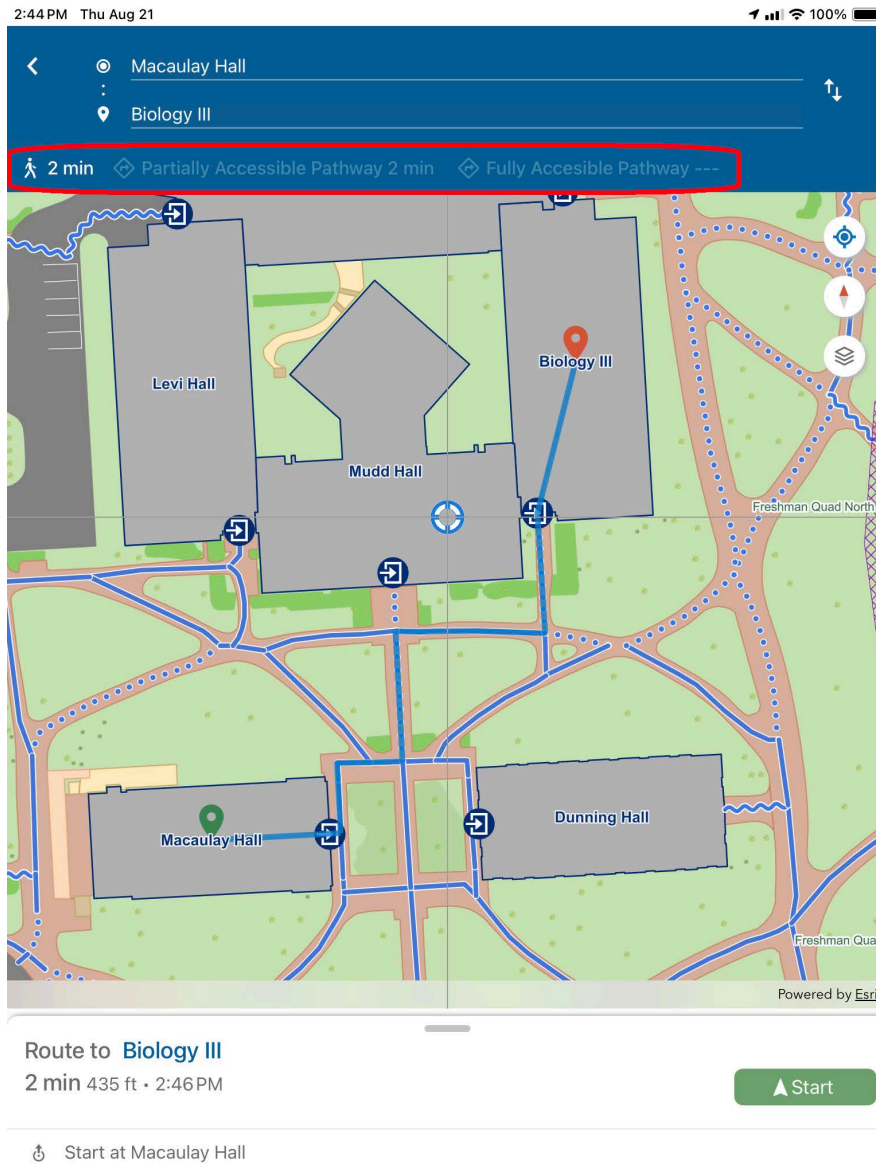 2:44 PM Thu Aug 21 100%
Macaulay Hall
Biology III
2 min Partially Accessible Pathway 2 min Fully Accesible Pathway ---
Biology III
Levi Hall
Mudd Hall
Freshman Quad North
Dunning Hall
Macaulay Hall
Freshman Qua
Powered by Esri
Route to Biology III
2 min 435 ft • 2:46 PM
Start
Start at Macaulay Hall